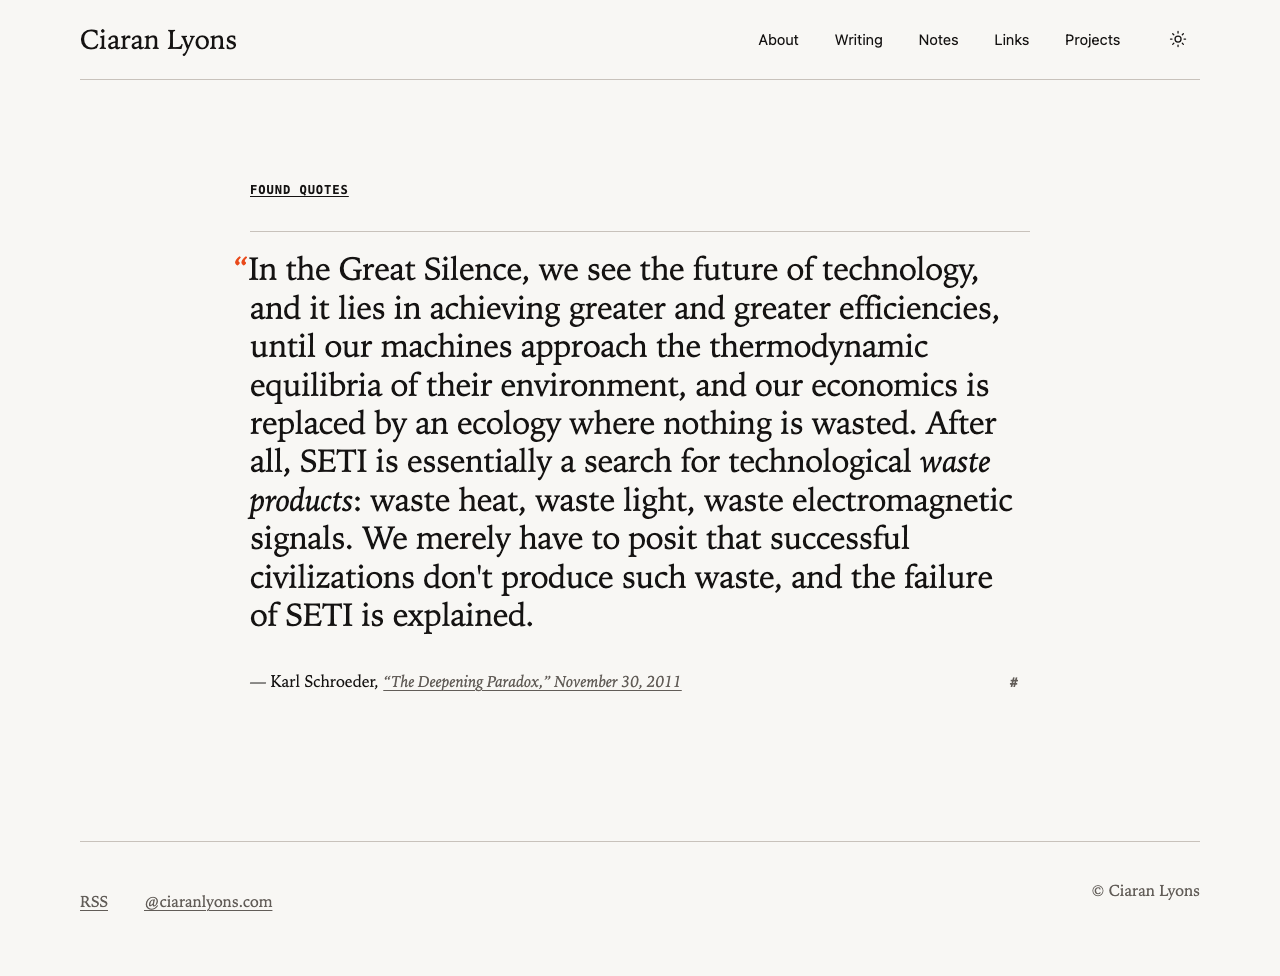 Ciaran Lyons
About Writing Notes Links Projects
FOUND QUOTES
“In the Great Silence, we see the future of technology,
and it lies in achieving greater and greater efficiencies,
until our machines approach the thermodynamic
equilibria of their environment, and our economics is
replaced by an ecology where nothing is wasted. After
all, SETI is essentially a search for technological waste
products: waste heat, waste light, waste electromagnetic
signals. We merely have to posit that successful
civilizations don't produce such waste, and the failure
of SETI is explained.
— Karl Schroeder, “The Deepening Paradox,” November 30, 2011 #
RSS @ciaranlyons.com
© Ciaran Lyons